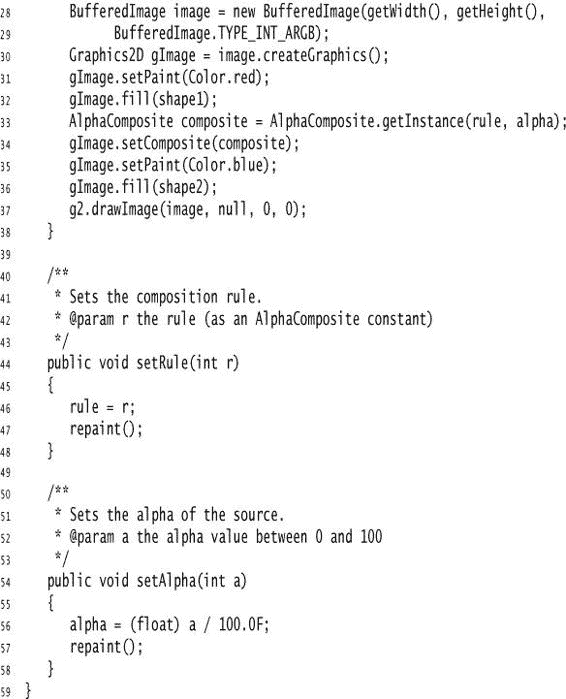 28 BufferedImage image = new BufferedImage(getWidth(), getHeight(),
29 BufferedImage.TYPE_INT_ARGB);
30 Graphics2D gImage = image.createGraphics();
31 gImage.setPaint(Color.red);
32 gImage.fill(shape1);
33 AlphaComposite composite = AlphaComposite.getInstance(rule, alpha);
34 gImage.setComposite(composite);
35 gImage.setPaint(Color.blue);
36 gImage.fill(shape2);
37 g2.drawImage(image, null, 0, 0);
38 }
39
40 /**
41 * Sets the composition rule.
42 * @param r the rule (as an AlphaComposite constant)
43 */
44 public void setRule(int r)
45 {
46 rule = r;
47 repaint();
48 }
49
50 /**
51 * Sets the alpha of the source.
52 * @param a the alpha value between 0 and 100
53 */
54 public void setAlpha(int a)
55 {
56 alpha = (float) a / 100.0F;
57 repaint();
58 }
59 }